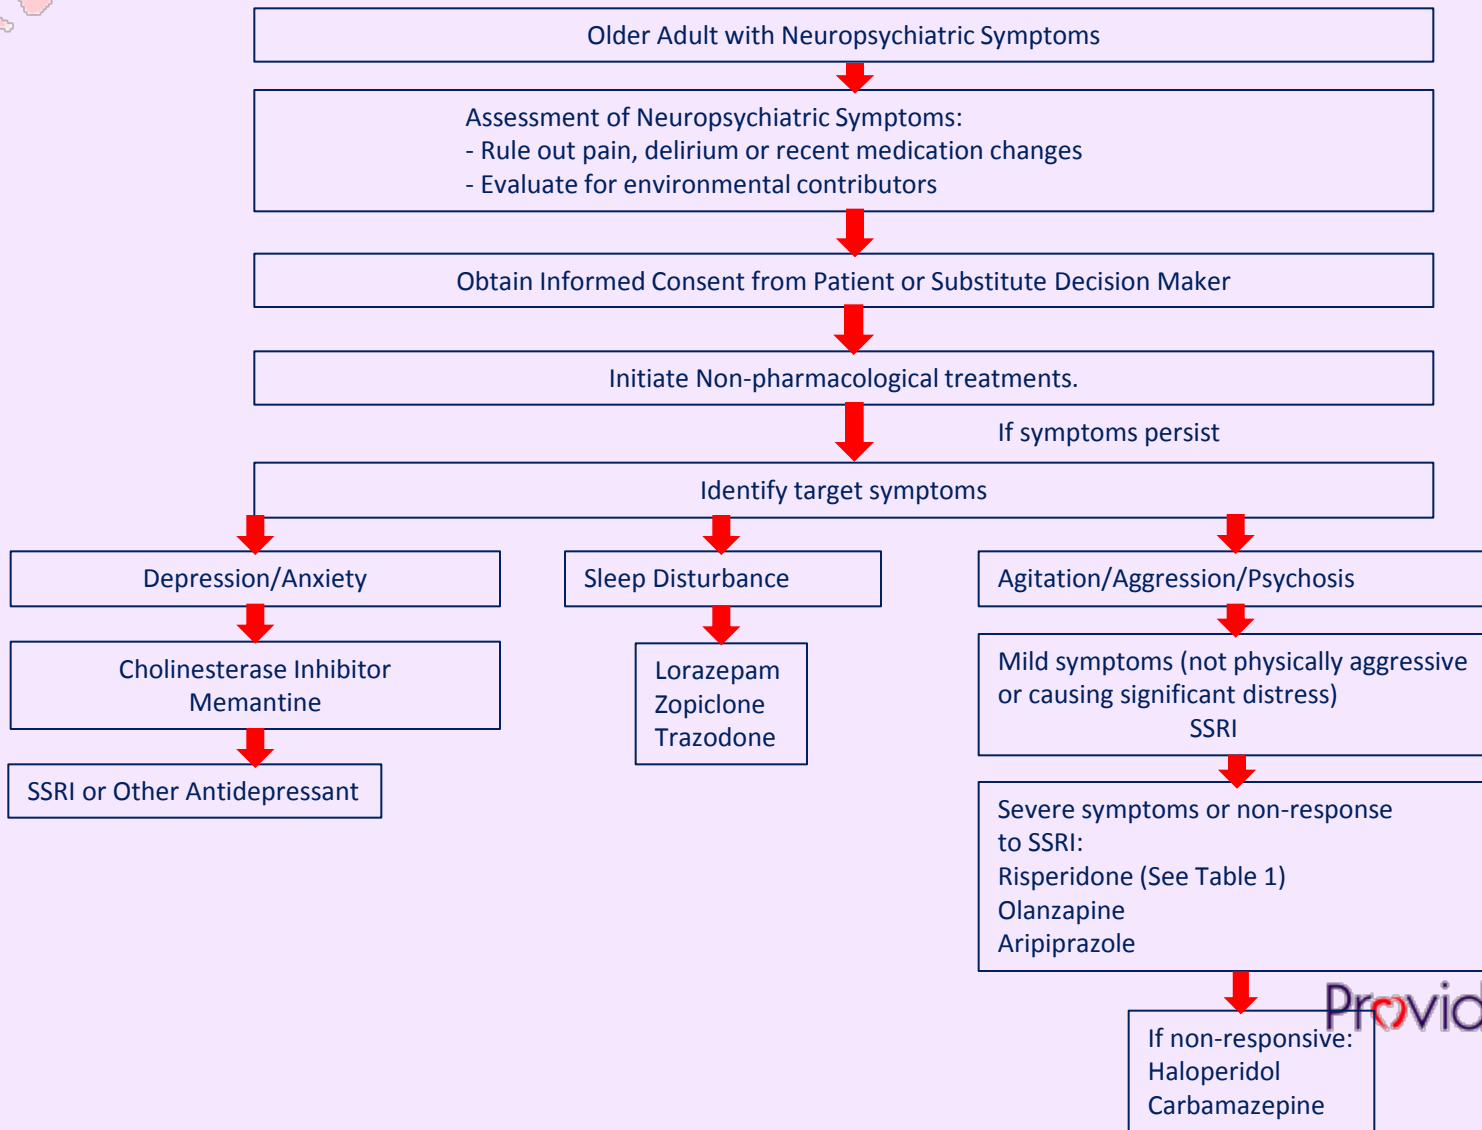 Older Adult with Neuropsychiatric Symptoms
Assessment of Neuropsychiatric Symptoms:
- Rule out pain, delirium or recent medication changes
- Evaluate for environmental contributors
Obtain Informed Consent from Patient or Substitute Decision Maker
Initiate Non-pharmacological treatments.
If symptoms persist
Identify target symptoms
Depression/Anxiety
Cholinesterase Inhibitor
Memantine
SSRI or Other Antidepressant
Sleep Disturbance
Lorazepam
Zopiclone
Trazodone
Agitation/Aggression/Psychosis
Mild symptoms (not physically aggressive
or causing significant distress)
SSRI
Severe symptoms or non-response
to SSRI:
Risperidone (See Table 1)
Olanzapine
Aripiprazole
If non-responsive:
Haloperidol
Carbamazepine